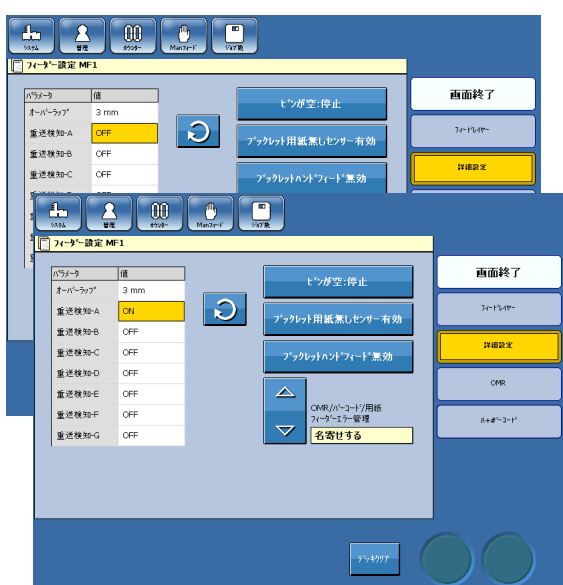 システム
管理
カウンター
Manフィード
ジョブ数
フィーダー設定 MF1
パラメータ 値
オーバーラップ 3 mm
重送検知-A OFF
重送検知-B OFF
重送検知-C OFF
ビンが空:停止
ブックレット用紙無しセンサー有効
ブックレットハンドフィード無効
画面終了
フィードレイヤー
詳細設定
システム
管理
カウンター
Manフィード
ジョブ数
フィーダー設定 MF1
パラメータ 値
オーバーラップ 3 mm
重送検知-A ON
重送検知-B OFF
重送検知-C OFF
重送検知-D OFF
重送検知-E OFF
重送検知-F OFF
重送検知-G OFF
ビンが空:停止
ブックレット用紙無しセンサー有効
ブックレットハンドフィード無効
OMR/バーコード/用紙
フィーダーエラー管理
名寄せする
画面終了
フィードレイヤー
詳細設定
OMR
デッキクリア